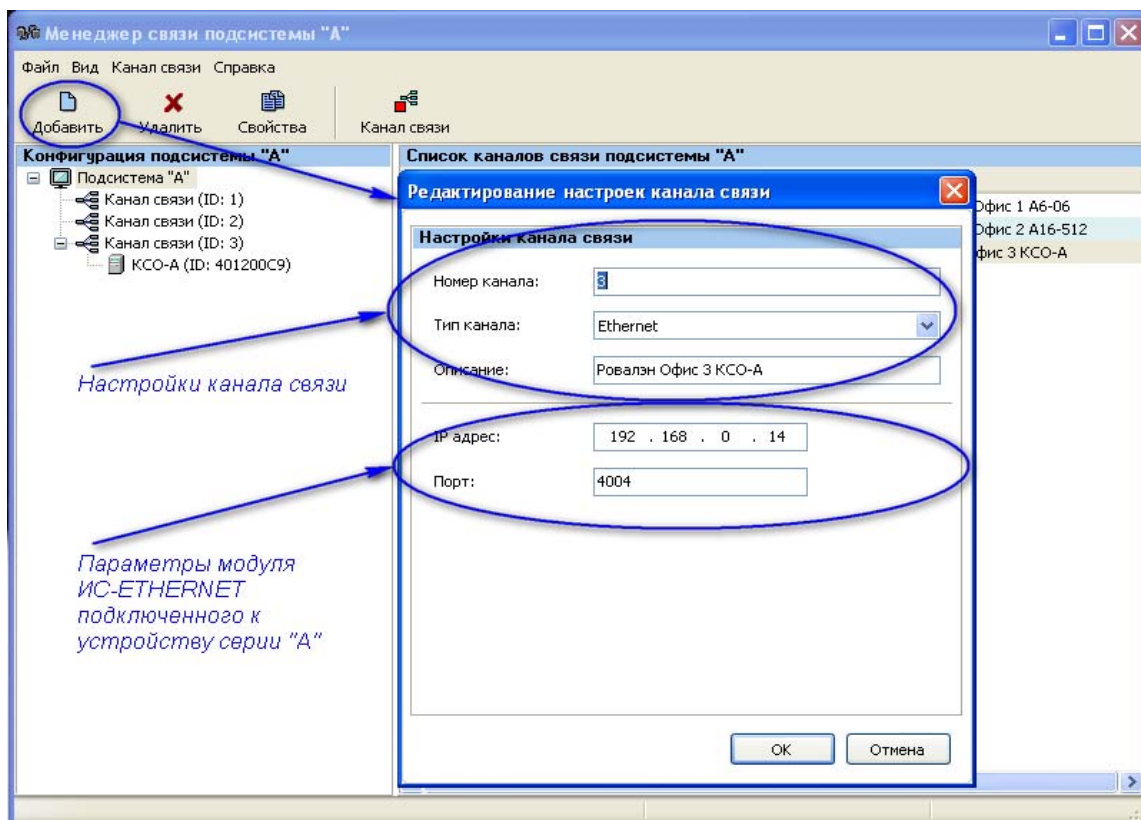 Менеджер связи подсистемы "А"
Файл Вид Канал связи Справка
Добавить Удалить Свойства Канал связи
Конфигурация подсистемы "А"
Подсистема "А"
Канал связи (ID: 1)
Канал связи (ID: 2)
Канал связи (ID: 3)
КСО-А (ID: 401200C9)
Список каналов связи подсистемы "А"
Офис 1 А6-06
Офис 2 А16-512
фис 3 КСО-А
Редактирование настроек канала связи
Настройки канала связи
Номер канала: 3
Тип канала: Ethernet
Описание: Ровалэн Офис 3 КСО-А
IP адрес: 192 . 168 . 0 . 14
Порт: 4004
OK Отмена
Настройки канала связи
Параметры модуля
ИС-ETHERNET
подключенного к
устройству серии "А"